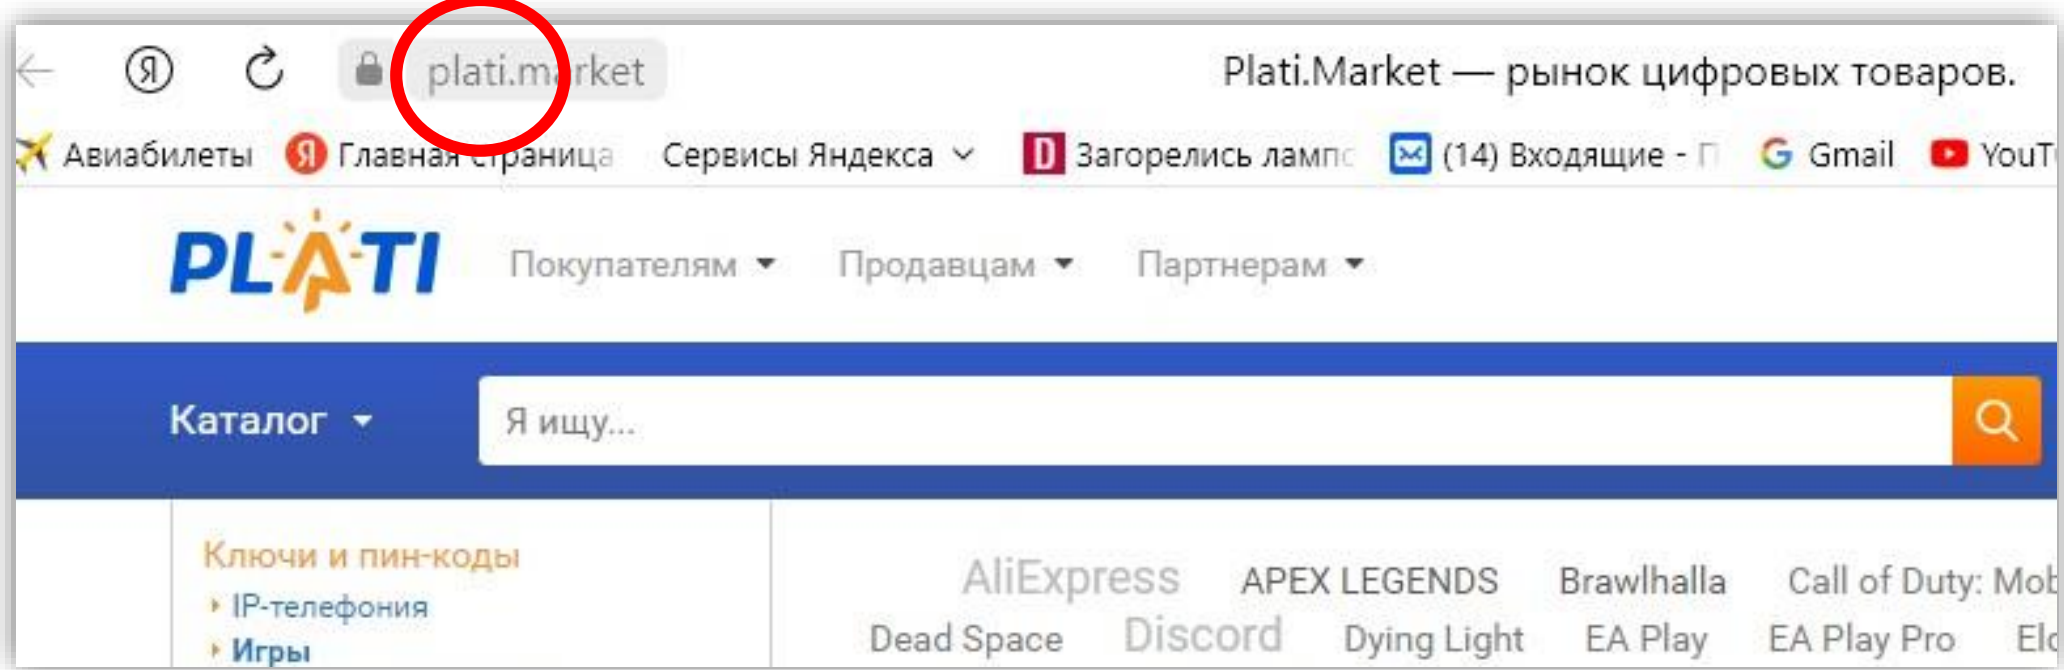 Я plati.market Plati.Market — рынок цифровых товаров.
Авиабилеты Я Главная страница Сервисы Яндекса D Загорелись лампо (14) Входящие - П G Gmail YouT
PLATI Покупателям Продавцам Партнерам
Каталог Я ищу...
Ключи и пин-коды
IP-телефония
Игры
AliExpress APEX LEGENDS Brawlhalla Call of Duty: Mob
Dead Space Discord Dying Light EA Play EA Play Pro